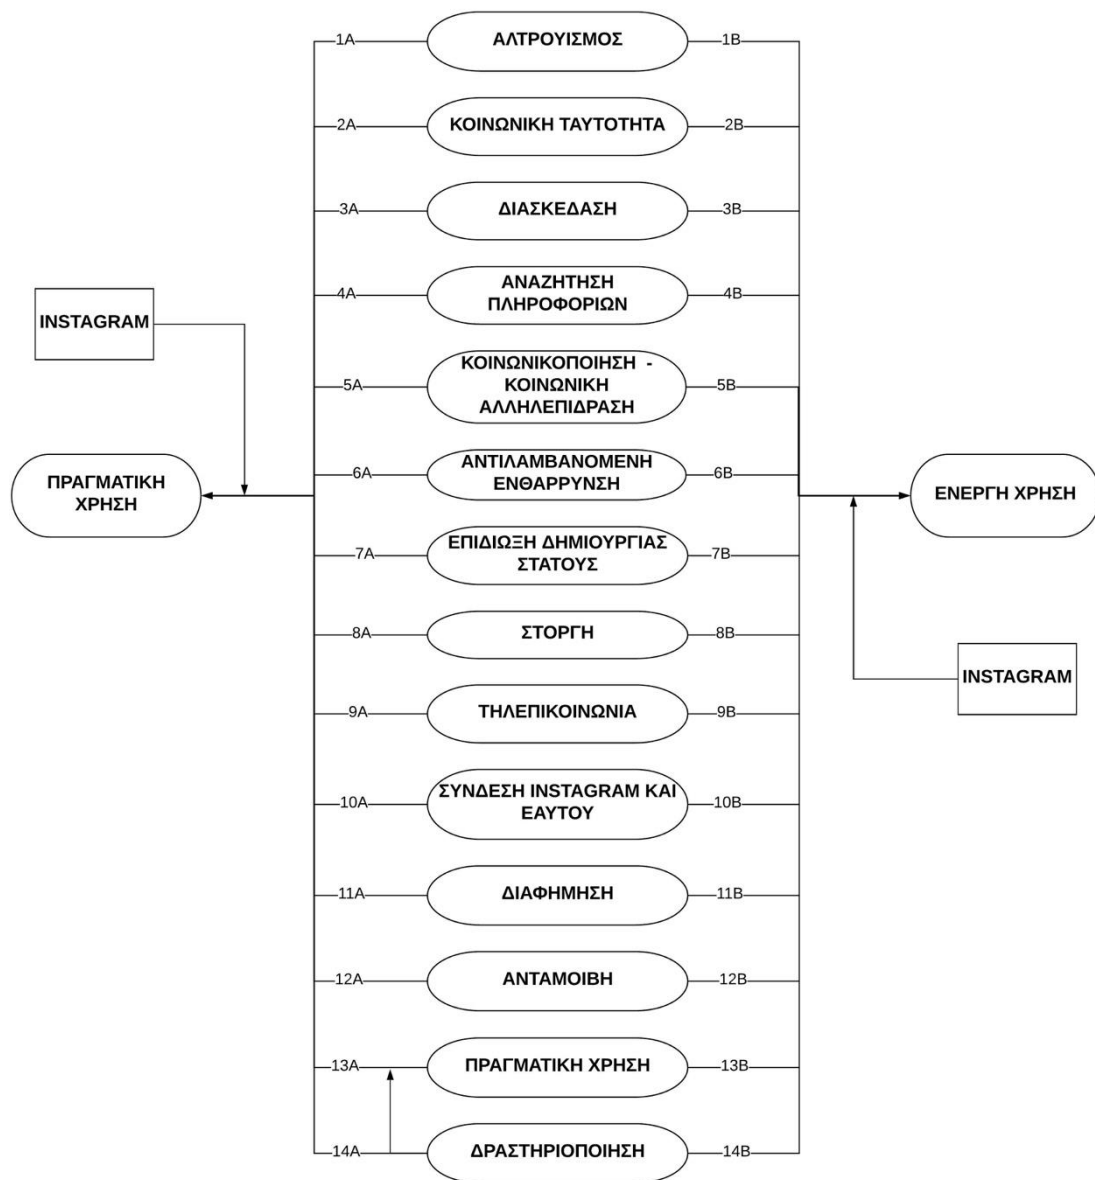 1A
ΑΛΤΡΟΥΙΣΜΟΣ
1B
2A
ΚΟΙΝΩΝΙΚΗ ΤΑΥΤΟΤΗΤΑ
2B
3A
ΔΙΑΣΚΕΔΑΣΗ
3B
4A
ΑΝΑΖΗΤΗΣΗ
ΠΛΗΡΟΦΟΡΙΩΝ
4B
INSTAGRAM
5A
ΚΟΙΝΩΝΙΚΟΠΟΙΗΣΗ -
ΚΟΙΝΩΝΙΚΗ
ΑΛΛΗΛΕΠΙΔΡΑΣΗ
5B
6A
ΑΝΤΙΛΑΜΒΑΝΟΜΕΝΗ
ΕΝΘΑΡΡΥΝΣΗ
6B
ΠΡΑΓΜΑΤΙΚΗ
ΧΡΗΣΗ
ΕΝΕΡΓΗ ΧΡΗΣΗ
7A
ΕΠΙΔΙΩΞΗ ΔΗΜΙΟΥΡΓΙΑΣ
ΣΤΑΤΟΥΣ
7B
8A
ΣΤΟΡΓΗ
8B
INSTAGRAM
9A
ΤΗΛΕΠΙΚΟΙΝΩΝΙΑ
9B
10A
ΣΥΝΔΕΣΗ INSTAGRAM ΚΑΙ
ΕΑΥΤΟΥ
10B
11A
ΔΙΑΦΗΜΗΣΗ
11B
12A
ΑΝΤΑΜΟΙΒΗ
12B
13A
ΠΡΑΓΜΑΤΙΚΗ ΧΡΗΣΗ
13B
14A
ΔΡΑΣΤΗΡΙΟΠΟΙΗΣΗ
14B